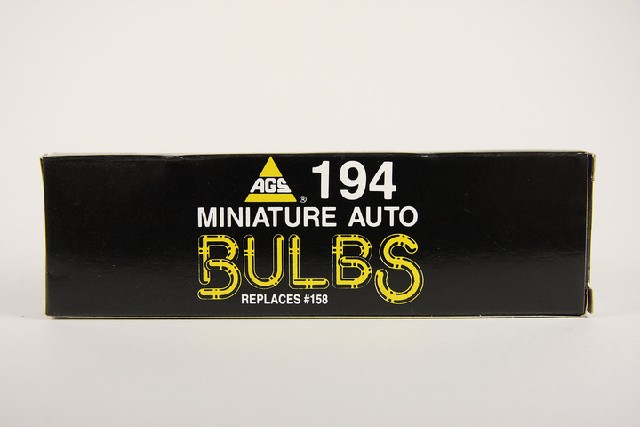 AGS® 194
MINIATURE AUTO
BULBS
REPLACES #158